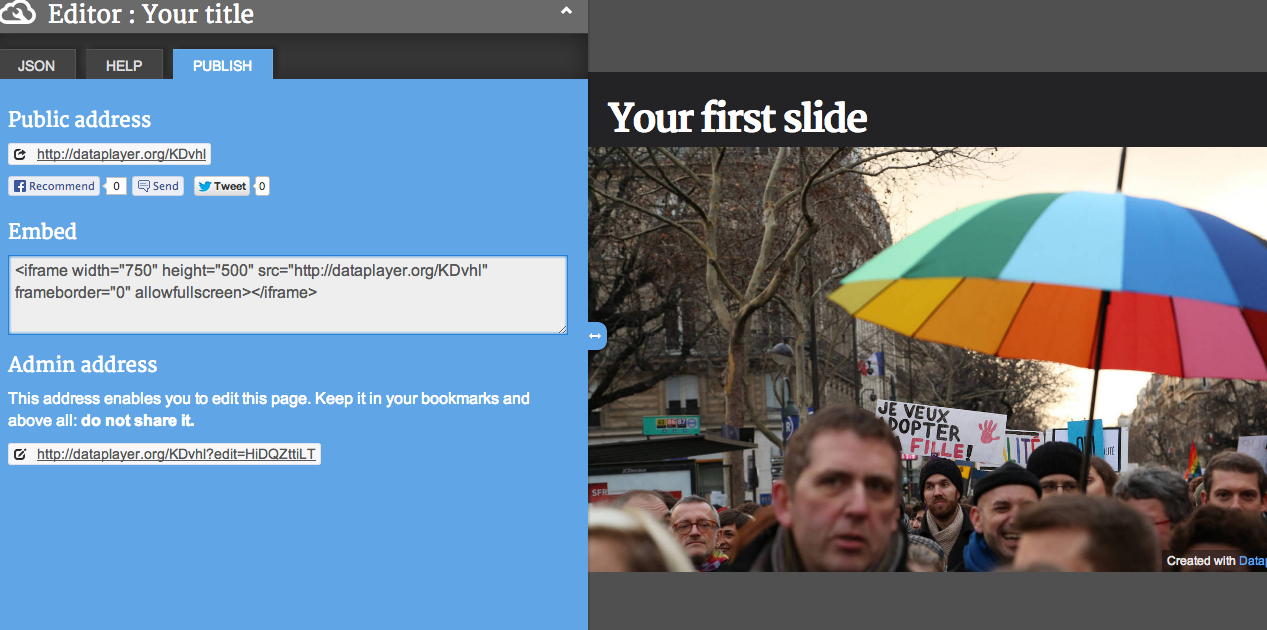 Editor : Your title
JSON HELP PUBLISH
Public address
http://dataplayer.org/KDvhl
Recommend 0 Send Tweet 0
Embed
<iframe width="750" height="500" src="http://dataplayer.org/KDvhl"
frameborder="0" allowfullscreen></iframe>
Admin address
This address enables you to edit this page. Keep it in your bookmarks and
above all: do not share it.
http://dataplayer.org/KDvhl?edit=HiDQZttiLT
Your first slide
JE VEUX
ADOPTER
FILLE!
SFR
JCDecaux
Created with Datap